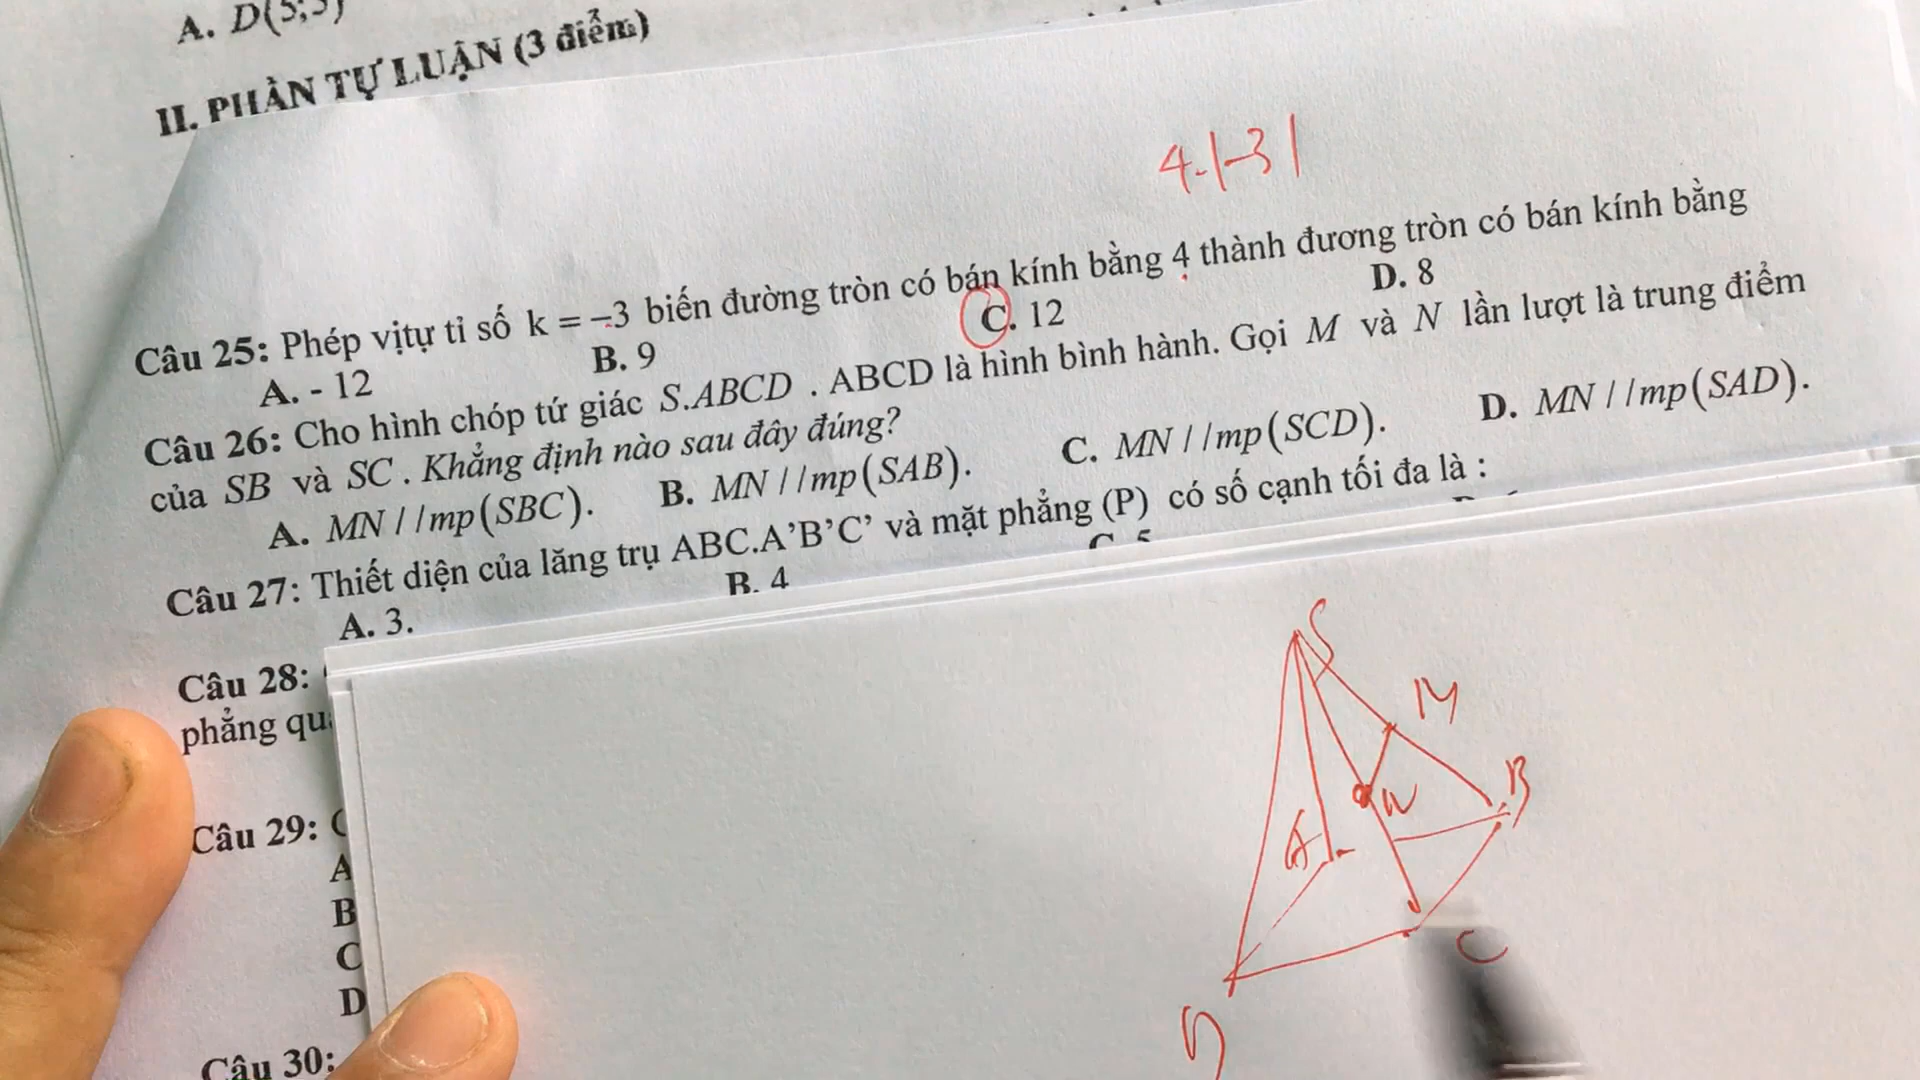 A. D(5;5)
II. PHẦN TỰ LUẬN (3 điểm)
4.|-3|
Câu 25: Phép vịtự tỉ số k = −3 biến đường tròn có bán kính bằng 4 thành đương tròn có bán kính bằng
A. - 12 B. 9 C. 12 D. 8
Câu 26: Cho hình chóp tứ giác S.ABCD . ABCD là hình bình hành. Gọi M và N lần lượt là trung điểm
của SB và SC . Khẳng định nào sau đây đúng?
A. MN / /mp(SBC). B. MN / /mp(SAB). C. MN / /mp(SCD). D. MN / /mp(SAD).
Câu 27: Thiết diện của lăng trụ ABC.A’B’C’ và mặt phẳng (P) có số cạnh tối đa là :
A. 3. B. 4 C. 5
Câu 28:
phẳng qu
Câu 29:
A
B
C
D
Câu 30:
S
M
N
B
A
C
D